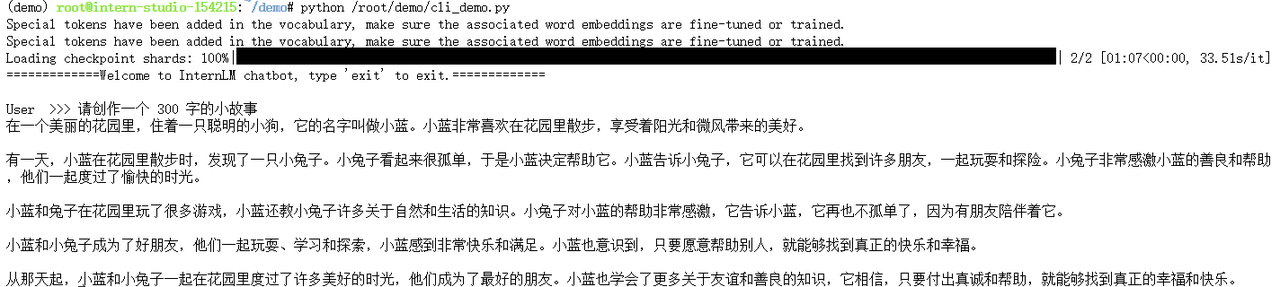 (demo) root@intern-studio-154215:~/demo# python /root/demo/cli_demo.py
Special tokens have been added in the vocabulary, make sure the associated word embeddings are fine-tuned or trained.
Special tokens have been added in the vocabulary, make sure the associated word embeddings are fine-tuned or trained.
Loading checkpoint shards: 100%| | 2/2 [01:07<00:00, 33.51s/it]
=============Welcome to InternLM chatbot, type 'exit' to exit.=============
User >>> 请创作一个 300 字的小故事
在一个美丽的花园里，住着一只聪明的小狗，它的名字叫做小蓝。小蓝非常喜欢在花园里散步，享受着阳光和微风带来的美好。
有一天，小蓝在花园里散步时，发现了一只小兔子。小兔子看起来很孤单，于是小蓝决定帮助它。小蓝告诉小兔子，它可以在花园里找到许多朋友，一起玩耍和探险。小兔子非常感激小蓝的善良和帮助
，他们一起度过了愉快的时光。
小蓝和兔子在花园里玩了很多游戏，小蓝还教小兔子许多关于自然和生活的知识。小兔子对小蓝的帮助非常感激，它告诉小蓝，它再也不孤单了，因为有朋友陪伴着它。
小蓝和小兔子成为了好朋友，他们一起玩耍、学习和探索，小蓝感到非常快乐和满足。小蓝也意识到，只要愿意帮助别人，就能够找到真正的快乐和幸福。
从那天起，小蓝和小兔子一起在花园里度过了许多美好的时光，他们成为了最好的朋友。小蓝也学会了更多关于友谊和善良的知识，它相信，只要付出真诚和帮助，就能够找到真正的幸福和快乐。